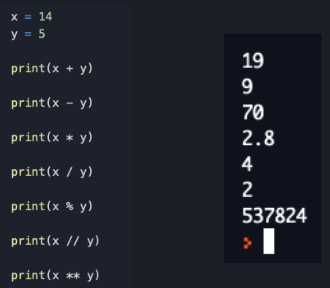 x = 14
y = 5
print(x + y)
print(x - y)
print(x * y)
print(x / y)
print(x % y)
print(x // y)
print(x ** y)
19
9
70
2.8
4
2
537824
>